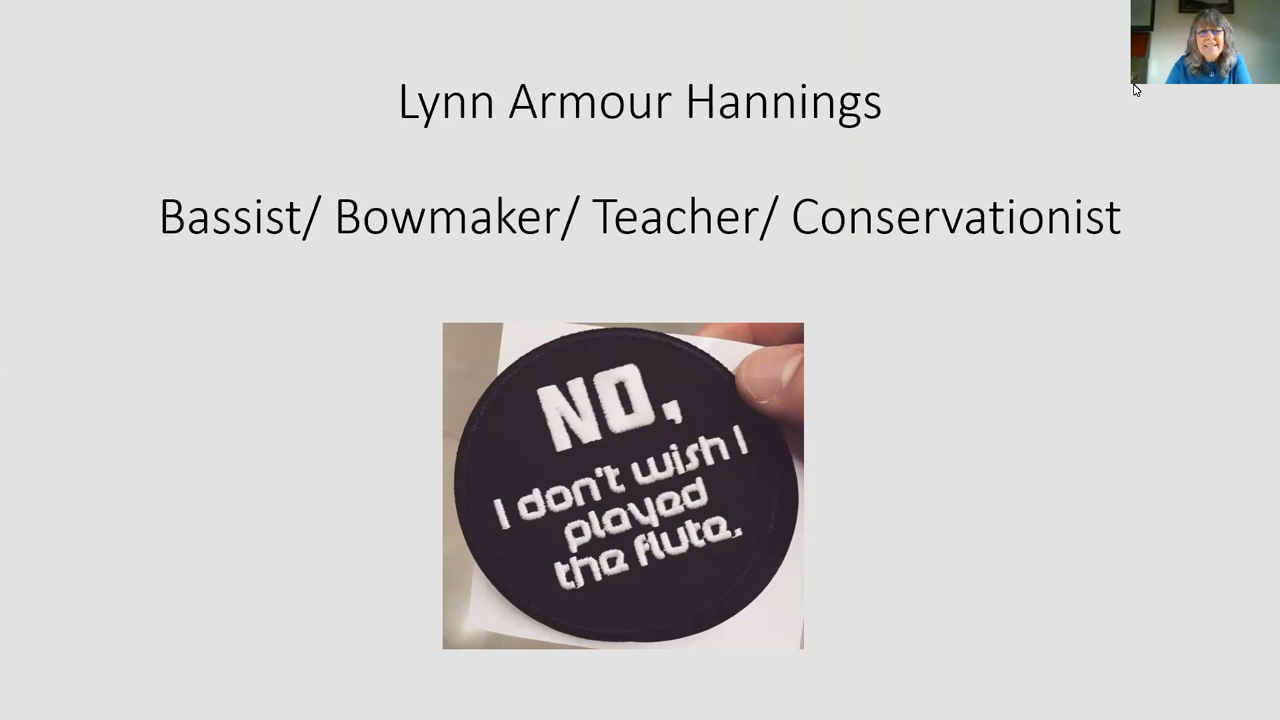 Lynn Armour Hannings
Bassist/ Bowmaker/ Teacher/ Conservationist
NO,
I don't wish I
played
the flute.